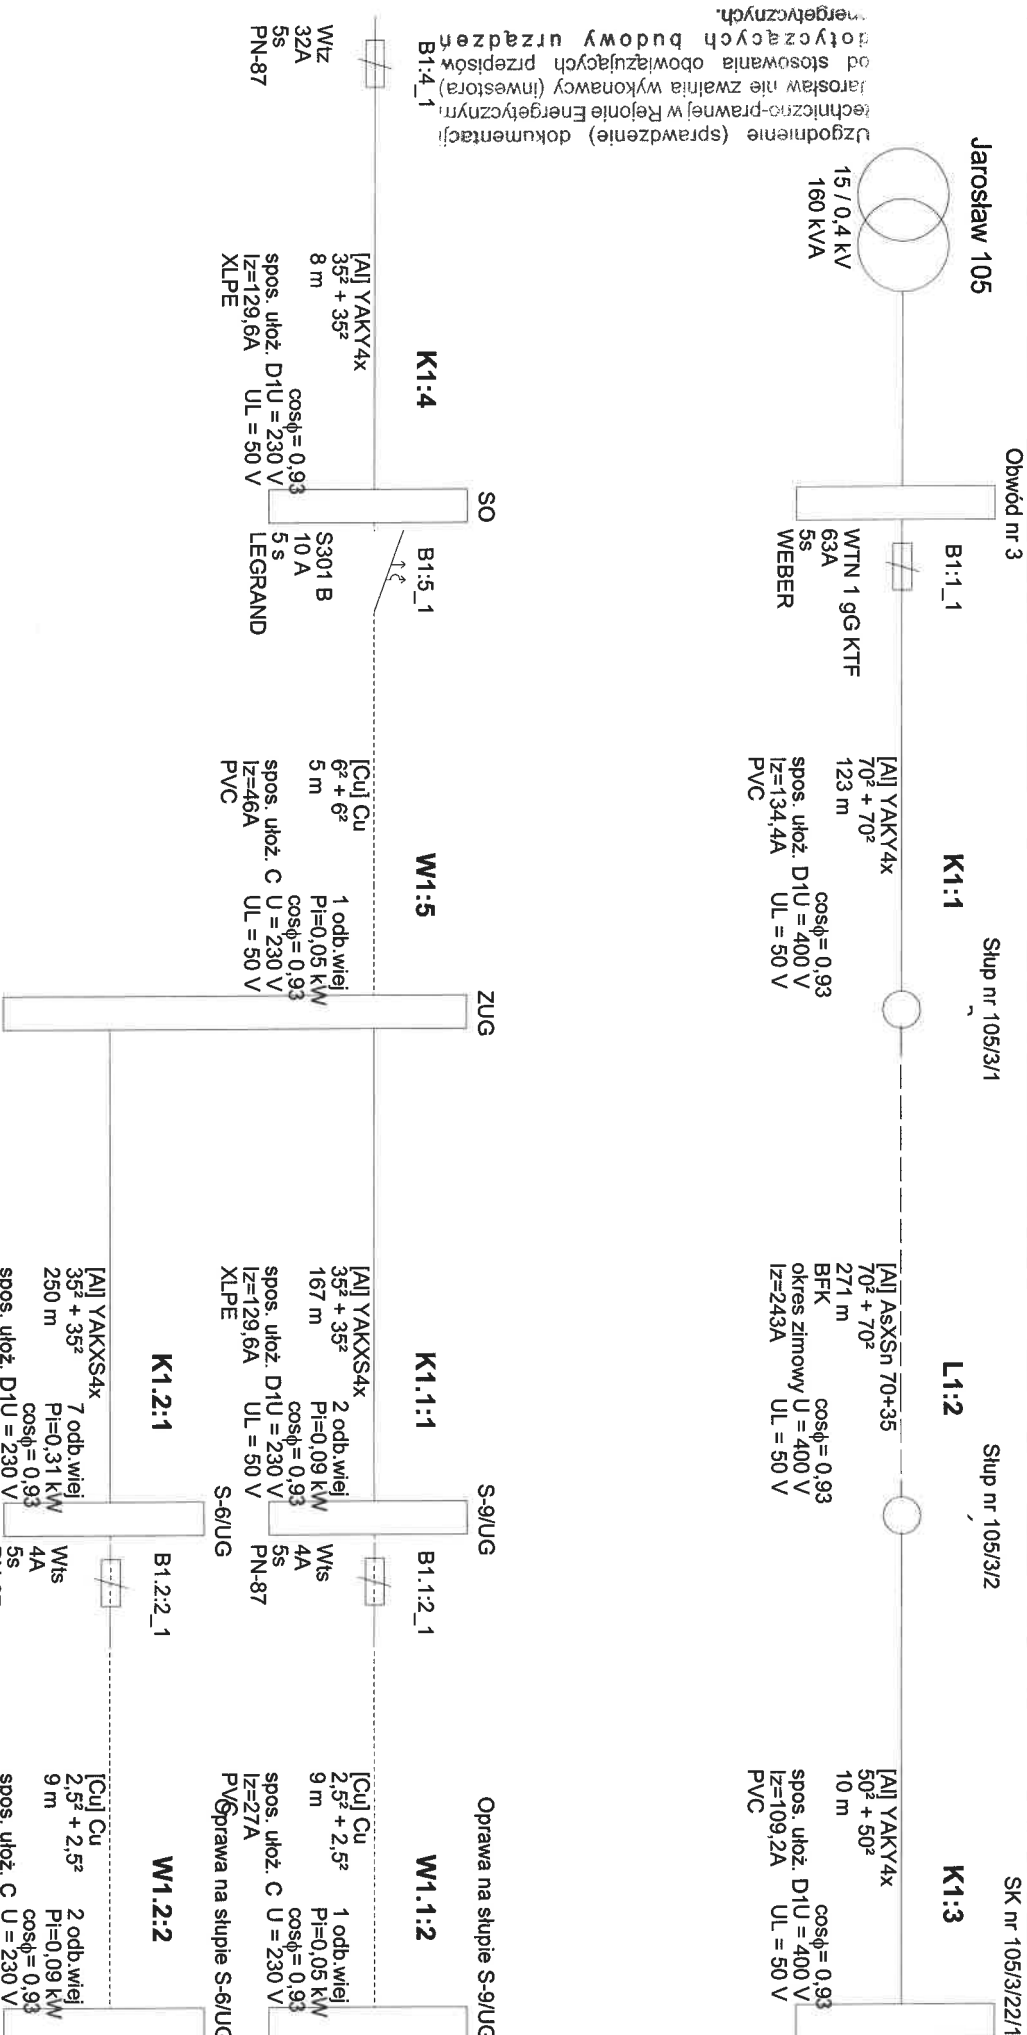 Jarosław 105
15 / 0,4 kV
160 kVA
Obwód nr 3
B1:1_1
WTN 1 gG KTF
63A
5s
WEBER
K1:1
[Al] YAKY4x
70² + 70²
123 m
cosϕ= 0,93
spos. ułoż. D1U = 400 V
Iz=134,4A UL = 50 V
PVC
Słup nr 105/3/1
L1:2
[Al] AsXSn 70+35
70² + 70²
271 m
BFK cosϕ= 0,93
okres zimowy U = 400 V
Iz=243A UL = 50 V
Słup nr 105/3/2
K1:3
[Al] YAKY4x
50² + 50²
10 m
cosϕ= 0,93
spos. ułoż. D1U = 400 V
Iz=109,2A UL = 50 V
PVC
SK nr 105/3/22/1
Uzgodnienie (sprawdzenie) dokumentacji
techniczno-prawnej w Rejonie Energetycznym
Jarosław nie zwalnia wykonawcy (inwestora)
od stosowania obowiązujących przepisów
dotyczących budowy urządzeń
energetycznych.
B1:4_1
Wtz
32A
5s
PN-87
K1:4
[Al] YAKY4x
35² + 35²
8 m
cosϕ= 0,93
spos. ułoż. D1U = 230 V
Iz=129,6A UL = 50 V
XLPE
SO
B1:5_1
S301 B
10 A
5 s
LEGRAND
W1:5
[Cu] Cu
6² + 6² 1 odb.wiej
5 m Pi=0,05 kW
cosϕ= 0,93
spos. ułoż. C U = 230 V
Iz=46A UL = 50 V
PVC
ZUG
K1.1:1
[Al] YAKXS4x
35² + 35² 2 odb.wiej
167 m Pi=0,09 kW
cosϕ= 0,93
spos. ułoż. D1U = 230 V
Iz=129,6A UL = 50 V
XLPE
S-9/UG
B1.1:2_1
Wts
4A
5s
PN-87
W1.1:2
[Cu] Cu
2,5² + 2,5² 1 odb.wiej
9 m Pi=0,05 kW
cosϕ= 0,93
spos. ułoż. C U = 230 V
Iz=27A UL = 50 V
PVC
Oprawa na słupie S-9/UG
K1.2:1
[Al] YAKXS4x
35² + 35² 7 odb.wiej
250 m Pi=0,31 kW
cosϕ= 0,93
spos. ułoż. D1U = 230 V
S-6/UG
B1.2:2_1
Wts
4A
5s
W1.2:2
[Cu] Cu
2,5² + 2,5² 2 odb.wiej
9 m Pi=0,09 kW
cosϕ= 0,93
spos. ułoż. C U = 230 V
Oprawa na słupie S-6/UG